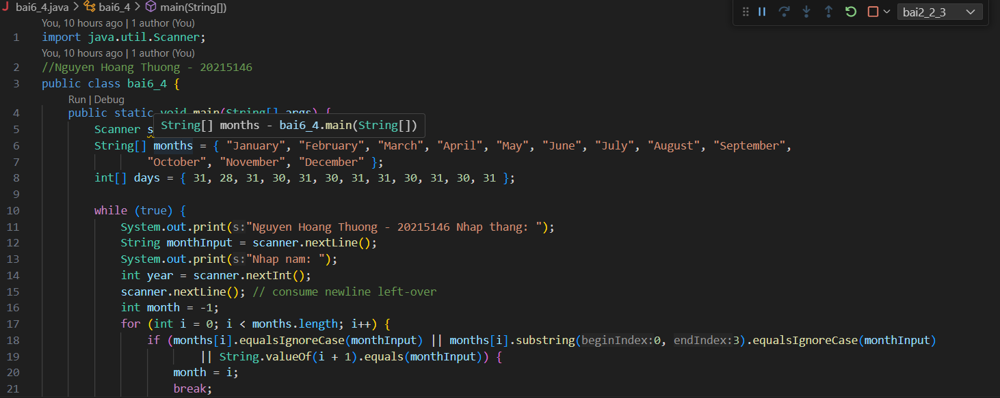 bai6_4.java > bai6_4 > main(String[])
bai2_2_3
You, 10 hours ago | 1 author (You)
1 import java.util.Scanner;
You, 10 hours ago | 1 author (You)
2 //Nguyen Hoang Thuong - 20215146
3 public class bai6_4 {
Run | Debug
4 public static void main(String[] args) {
String[] months - bai6_4.main(String[])
5 Scanner s
6 String[] months = { "January", "February", "March", "April", "May", "June", "July", "August", "September",
7 "October", "November", "December" };
8 int[] days = { 31, 28, 31, 30, 31, 30, 31, 31, 30, 31, 30, 31 };
9
10 while (true) {
11 System.out.print(s:"Nguyen Hoang Thuong - 20215146 Nhap thang: ");
12 String monthInput = scanner.nextLine();
13 System.out.print(s:"Nhap nam: ");
14 int year = scanner.nextInt();
15 scanner.nextLine(); // consume newline left-over
16 int month = -1;
17 for (int i = 0; i < months.length; i++) {
18 if (months[i].equalsIgnoreCase(monthInput) || months[i].substring(beginIndex:0, endIndex:3).equalsIgnoreCase(monthInput)
19 || String.valueOf(i + 1).equals(monthInput)) {
20 month = i;
21 break;